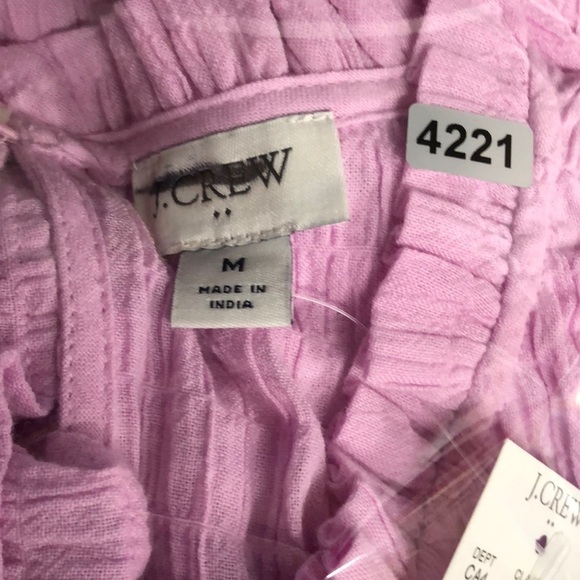 4221
J.CREW
M
MADE IN
INDIA
J.CREW
DEPT